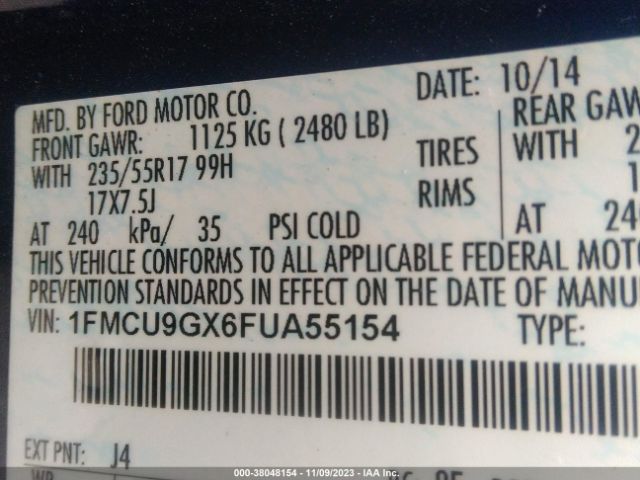 MFD. BY FORD MOTOR CO. DATE: 10/14
FRONT GAWR: 1125 KG ( 2480 LB) REAR GAW
WITH 235/55R17 99H TIRES WITH 2
17X7.5J RIMS 1
AT 240 kPa/ 35 PSI COLD AT 240
THIS VEHICLE CONFORMS TO ALL APPLICABLE FEDERAL MOTO
PREVENTION STANDARDS IN EFFECT ON THE DATE OF MANU
VIN: 1FMCU9GX6FUA55154 TYPE:
EXT PNT: J4
000-38048154 - 11/09/2023 - IAA Inc.